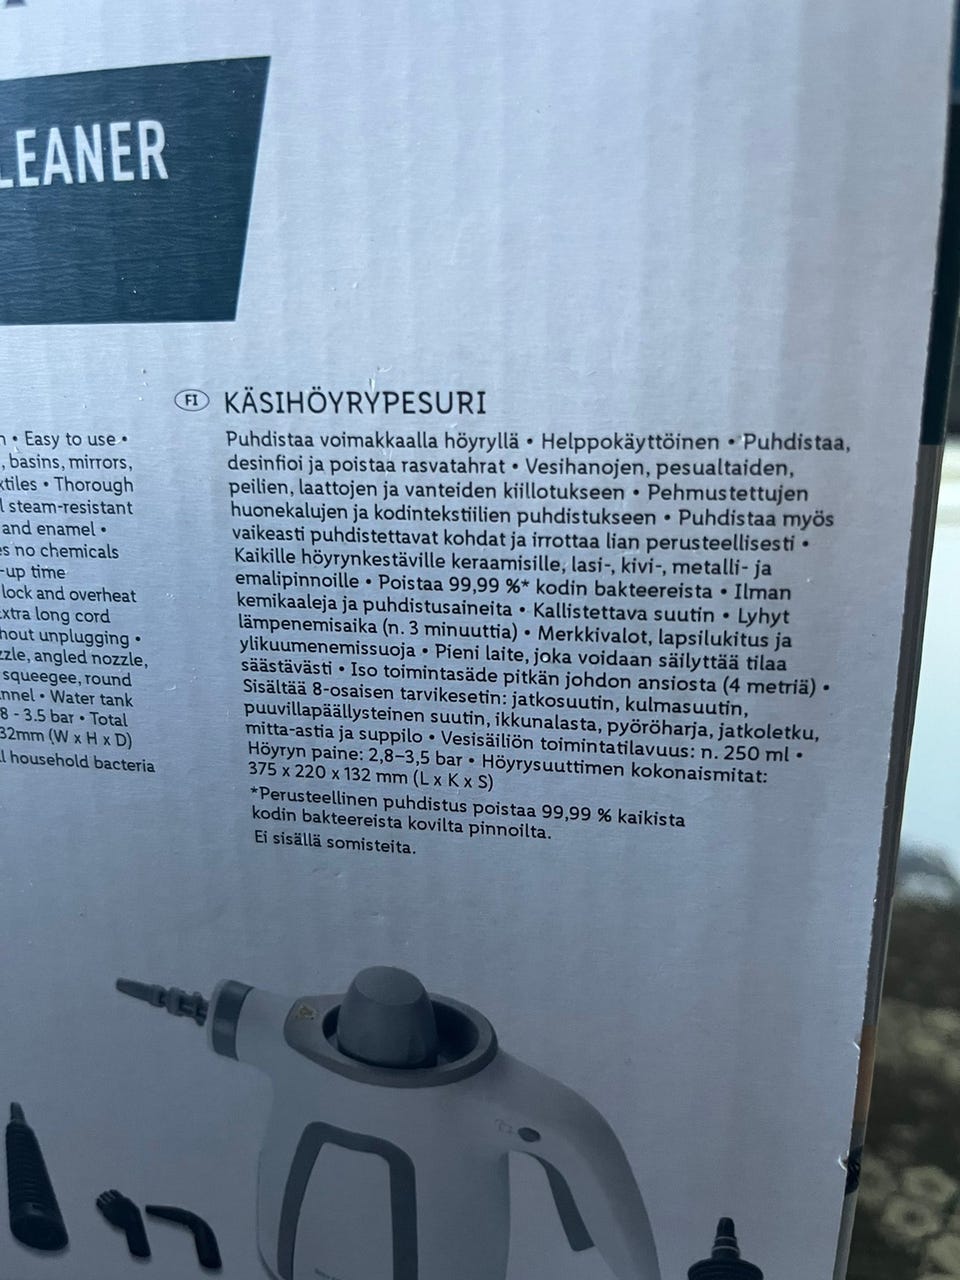 LEANER
• Easy to use •
, basins, mirrors,
tiles • Thorough
steam-resistant
and enamel •
s no chemicals
-up time
lock and overheat
xtra long cord
hout unplugging •
zzle, angled nozzle,
squeegee, round
nnel • Water tank
8 - 3.5 bar • Total
32mm (W x H x D)
l household bacteria
FI KÄSIHÖYRYPESURI
Puhdistaa voimakkaalla höyryllä • Helppokäyttöinen • Puhdistaa,
desinfioi ja poistaa rasvatahrat • Vesihanojen, pesualtaiden,
peilien, laattojen ja vanteiden kiillotukseen • Pehmustettujen
huonekalujen ja kodintekstiilien puhdistukseen • Puhdistaa myös
vaikeasti puhdistettavat kohdat ja irrottaa lian perusteellisesti •
Kaikille höyrynkestäville keraamisille, lasi-, kivi-, metalli- ja
emalipinnoille • Poistaa 99,99 %* kodin bakteereista • Ilman
kemikaaleja ja puhdistusaineita • Kallistettava suutin • Lyhyt
lämpenemisaika (n. 3 minuuttia) • Merkkivalot, lapsilukitus ja
ylikuumenemissuoja • Pieni laite, joka voidaan säilyttää tilaa
säästävästi • Iso toimintasäde pitkän johdon ansiosta (4 metriä) •
Sisältää 8-osaisen tarvikesetin: jatkosuutin, kulmasuutin,
puuvillapäällysteinen suutin, ikkunalasta, pyöröharja, jatkoletku,
mitta-astia ja suppilo • Vesisäiliön toimintatilavuus: n. 250 ml •
Höyryn paine: 2,8–3,5 bar • Höyrysuuttimen kokonaismitat:
375 x 220 x 132 mm (L x K x S)
*Perusteellinen puhdistus poistaa 99,99 % kaikista
kodin bakteereista kovilta pinnoilta.
Ei sisällä somisteita.